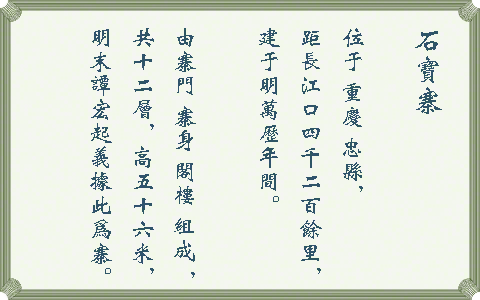 石寶寨
位于重慶忠縣，
距長江口四千二百餘里，
建于明萬歷年間。
由寨門寨身閣樓組成，
共十二層，高五十六米，
明末譚宏起義據此爲寨。